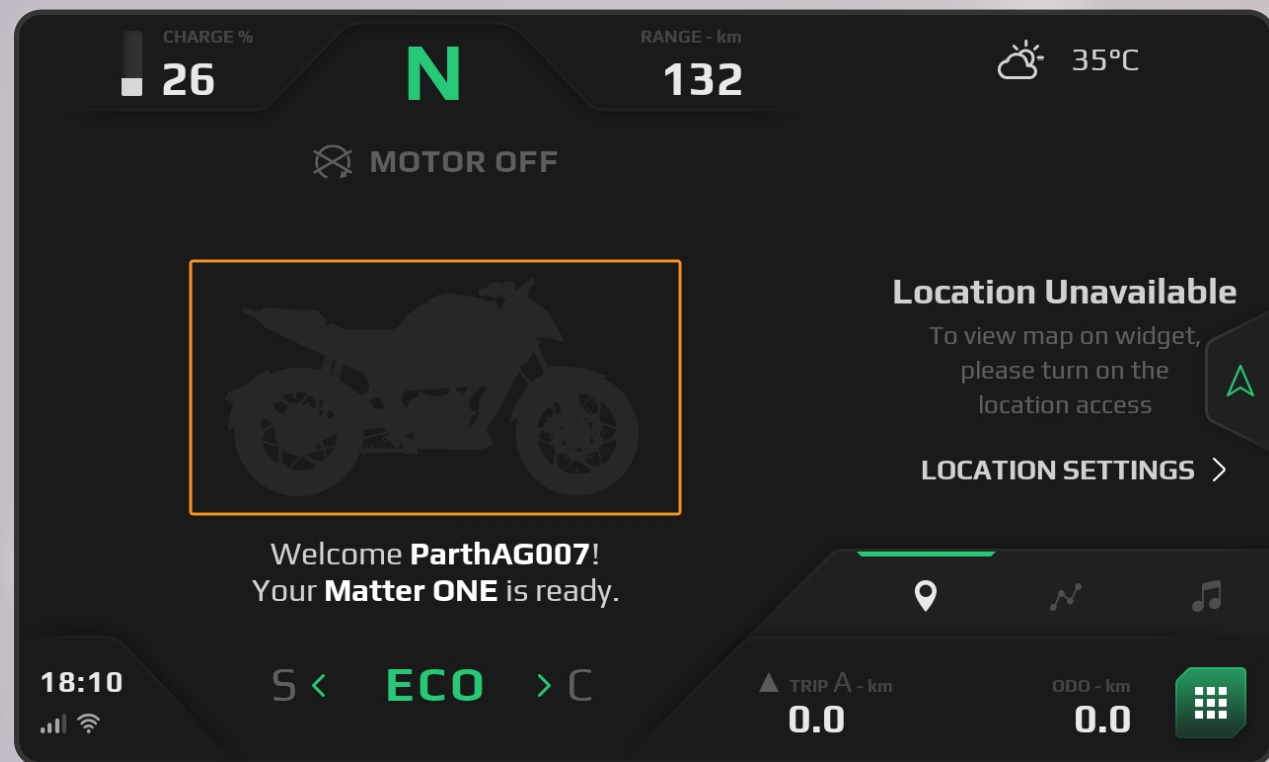 CHARGE %
26
N
RANGE - km
132
35°C
MOTOR OFF
Location Unavailable
To view map on widget,
please turn on the
location access
LOCATION SETTINGS
Welcome ParthAG007!
Your Matter ONE is ready.
18:10
S < ECO > C
TRIP A - km
0.0
ODO - km
0.0